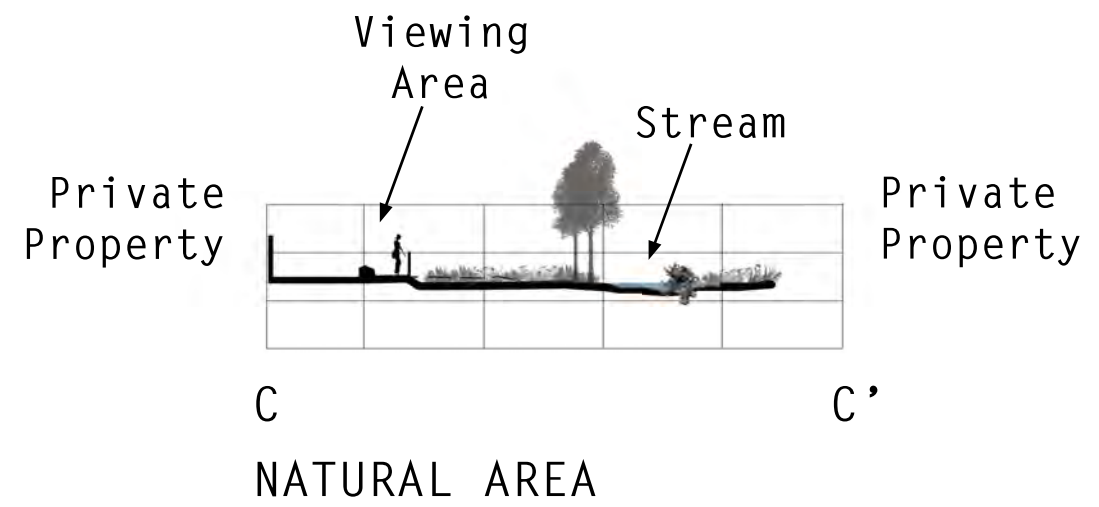 Viewing
Area
Stream
Private
Property
Private
Property
C
C’
NATURAL AREA